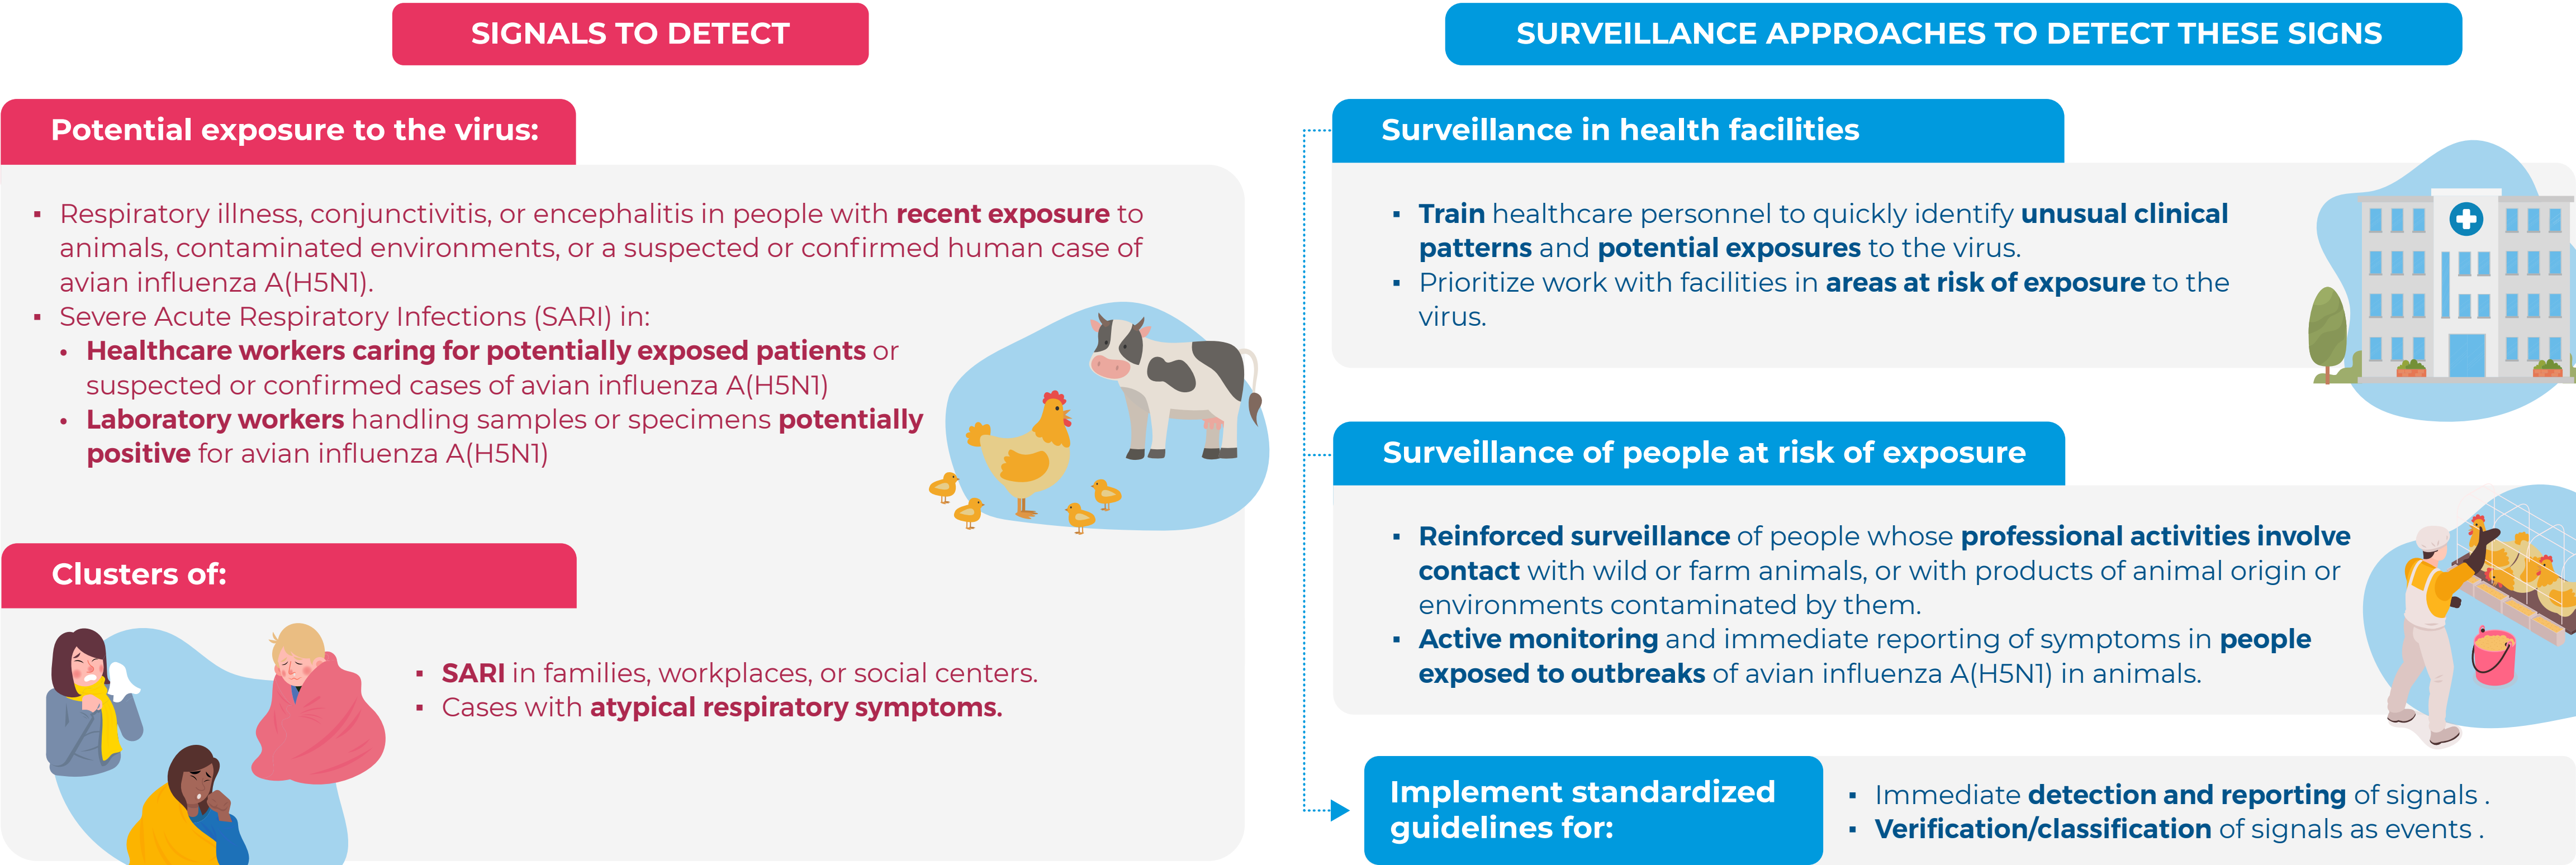 SIGNALS TO DETECT
Potential exposure to the virus:
▪ Respiratory illness, conjunctivitis, or encephalitis in people with recent exposure to
animals, contaminated environments, or a suspected or confirmed human case of
avian influenza A(H5N1).
▪ Severe Acute Respiratory Infections (SARI) in:
• Healthcare workers caring for potentially exposed patients or
suspected or confirmed cases of avian influenza A(H5N1)
• Laboratory workers handling samples or specimens potentially
positive for avian influenza A(H5N1)
Clusters of:
▪ SARI in families, workplaces, or social centers.
▪ Cases with atypical respiratory symptoms.
SURVEILLANCE APPROACHES TO DETECT THESE SIGNS
Surveillance in health facilities
▪ Train healthcare personnel to quickly identify unusual clinical
patterns and potential exposures to the virus.
▪ Prioritize work with facilities in areas at risk of exposure to the
virus.
Surveillance of people at risk of exposure
▪ Reinforced surveillance of people whose professional activities involve
contact with wild or farm animals, or with products of animal origin or
environments contaminated by them.
▪ Active monitoring and immediate reporting of symptoms in people
exposed to outbreaks of avian influenza A(H5N1) in animals.
Implement standardized
guidelines for:
▪ Immediate detection and reporting of signals .
▪ Verification/classification of signals as events .